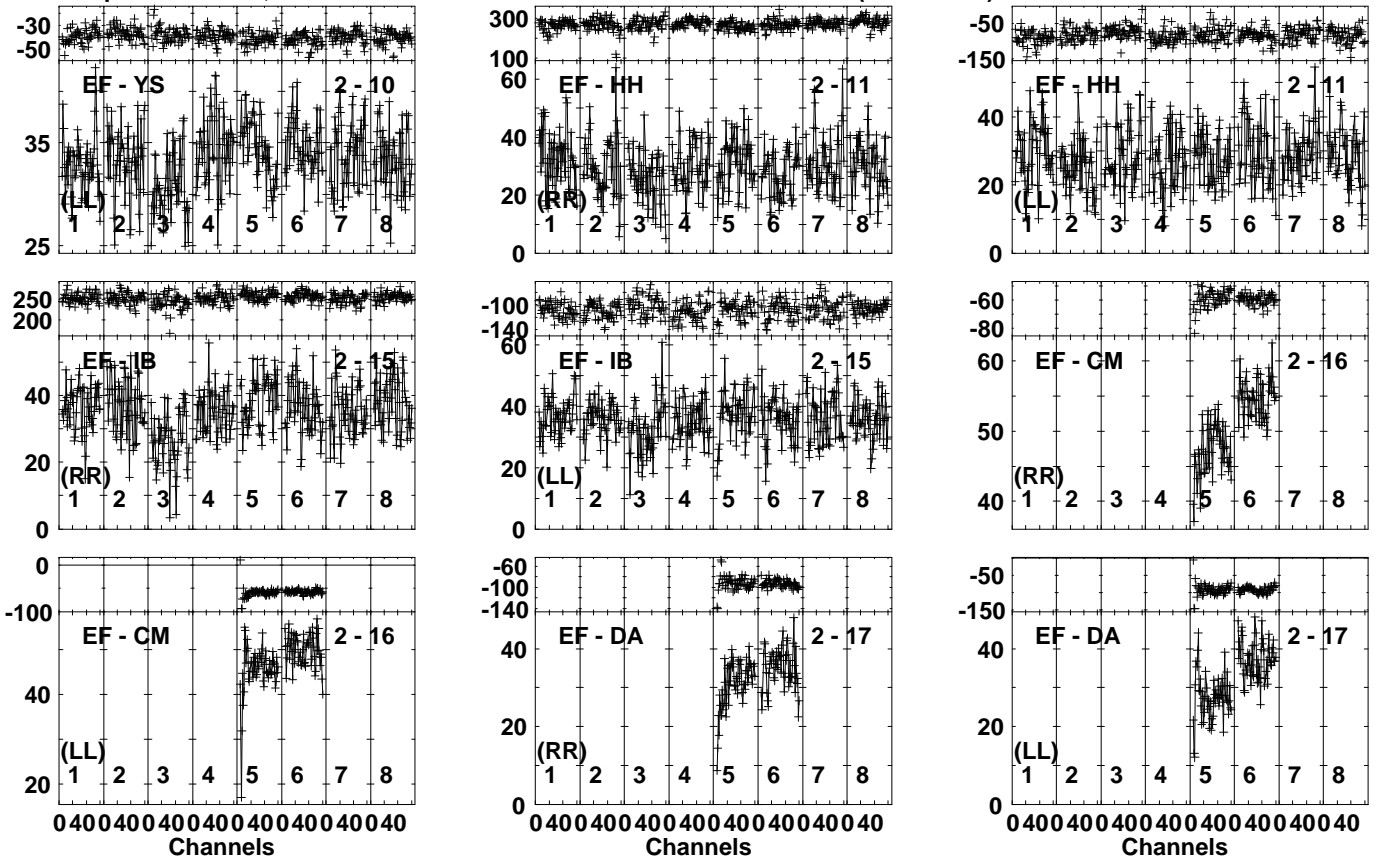 -30 300 -50
-50 100 -150
EF - YS 2 - 10 60 EF - HH 2 - 11 EF - HH 2 - 11
35 40 40
20 20
(LL) (RR) (LL)
1 2 3 4 5 6 7 8 1 2 3 4 5 6 7 8 1 2 3 4 5 6 7 8
25 0 0
250 -100 -60
200 -140 -80
EF - IB 2 - 15 60 EF - IB 2 - 15 60 EF - CM 2 - 16
40 40 50
20 20
(RR) (LL) (RR)
1 2 3 4 5 6 7 8 1 2 3 4 5 6 7 8 40 1 2 3 4 5 6 7 8
0 0
0 -60 -50
-100 -100 -150
-140
EF - CM 2 - 16 EF - DA 2 - 17 EF - DA 2 - 17
40 40 40
20 20
(LL) (RR) (LL)
1 2 3 4 5 6 7 8 1 2 3 4 5 6 7 8 1 2 3 4 5 6 7 8
20 0 0
0 40 0 40 0 40 0 40 0 40 0 40 0 40 0 40 0 40 0 40 0 40 0 40 0 40 0 40 0 40 0 40 0 40 0 40 0 40 0 40 0 40 0 40 0 40 0 40
Channels Channels Channels